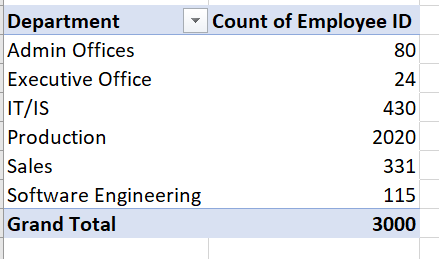 Department Count of Employee ID
Admin Offices 80
Executive Office 24
IT/IS 430
Production 2020
Sales 331
Software Engineering 115
Grand Total 3000